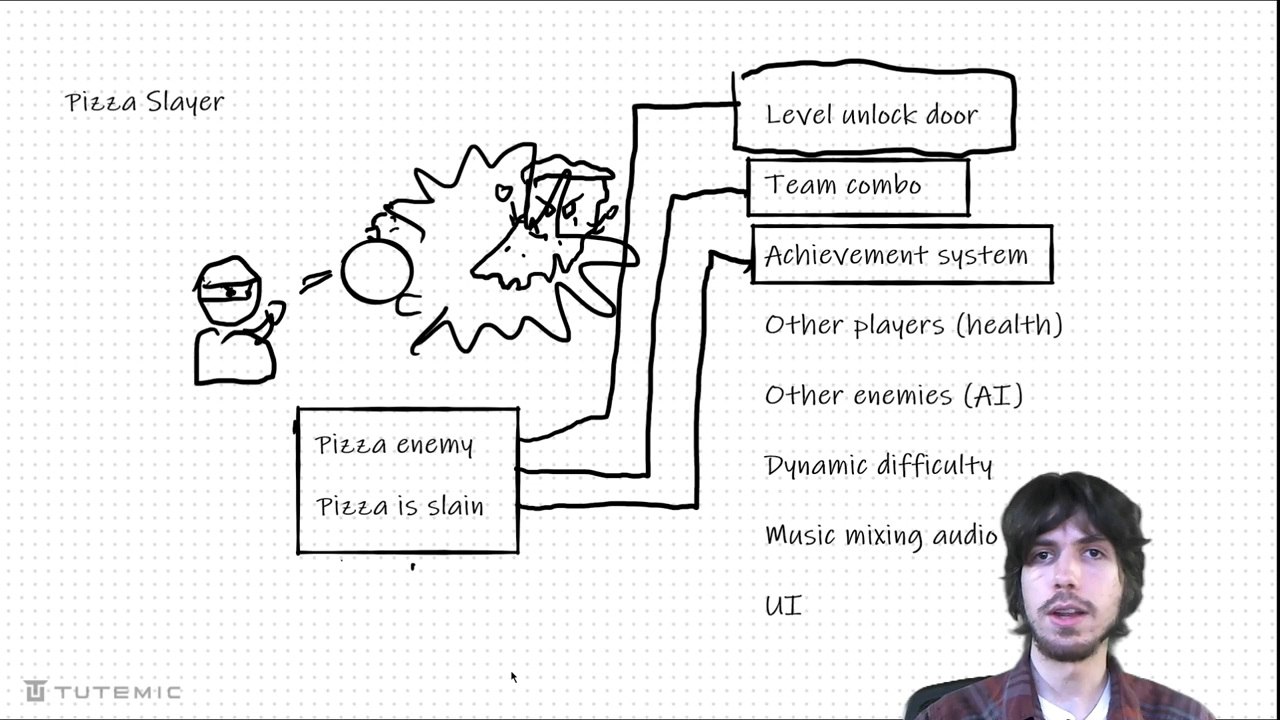 Pizza Slayer
Level unlock door
Team combo
Achievement system
Other players (health)
Other enemies (AI)
Dynamic difficulty
Music mixing audio
UI
Pizza enemy
Pizza is slain
TUTEMIC